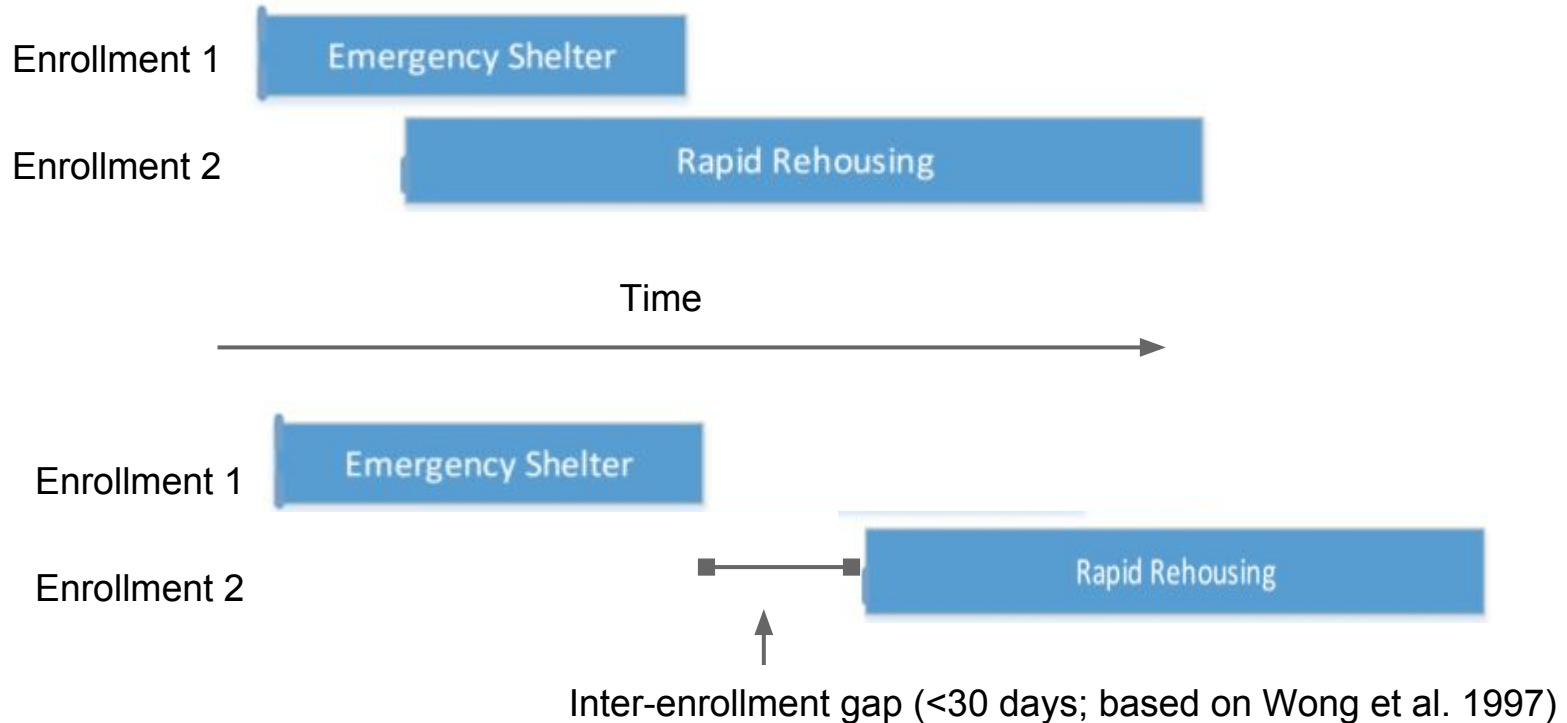 Enrollment 1
Emergency Shelter
Enrollment 2
Rapid Rehousing
Time
Enrollment 1
Emergency Shelter
Enrollment 2
Rapid Rehousing
Inter-enrollment gap (<30 days; based on Wong et al. 1997)